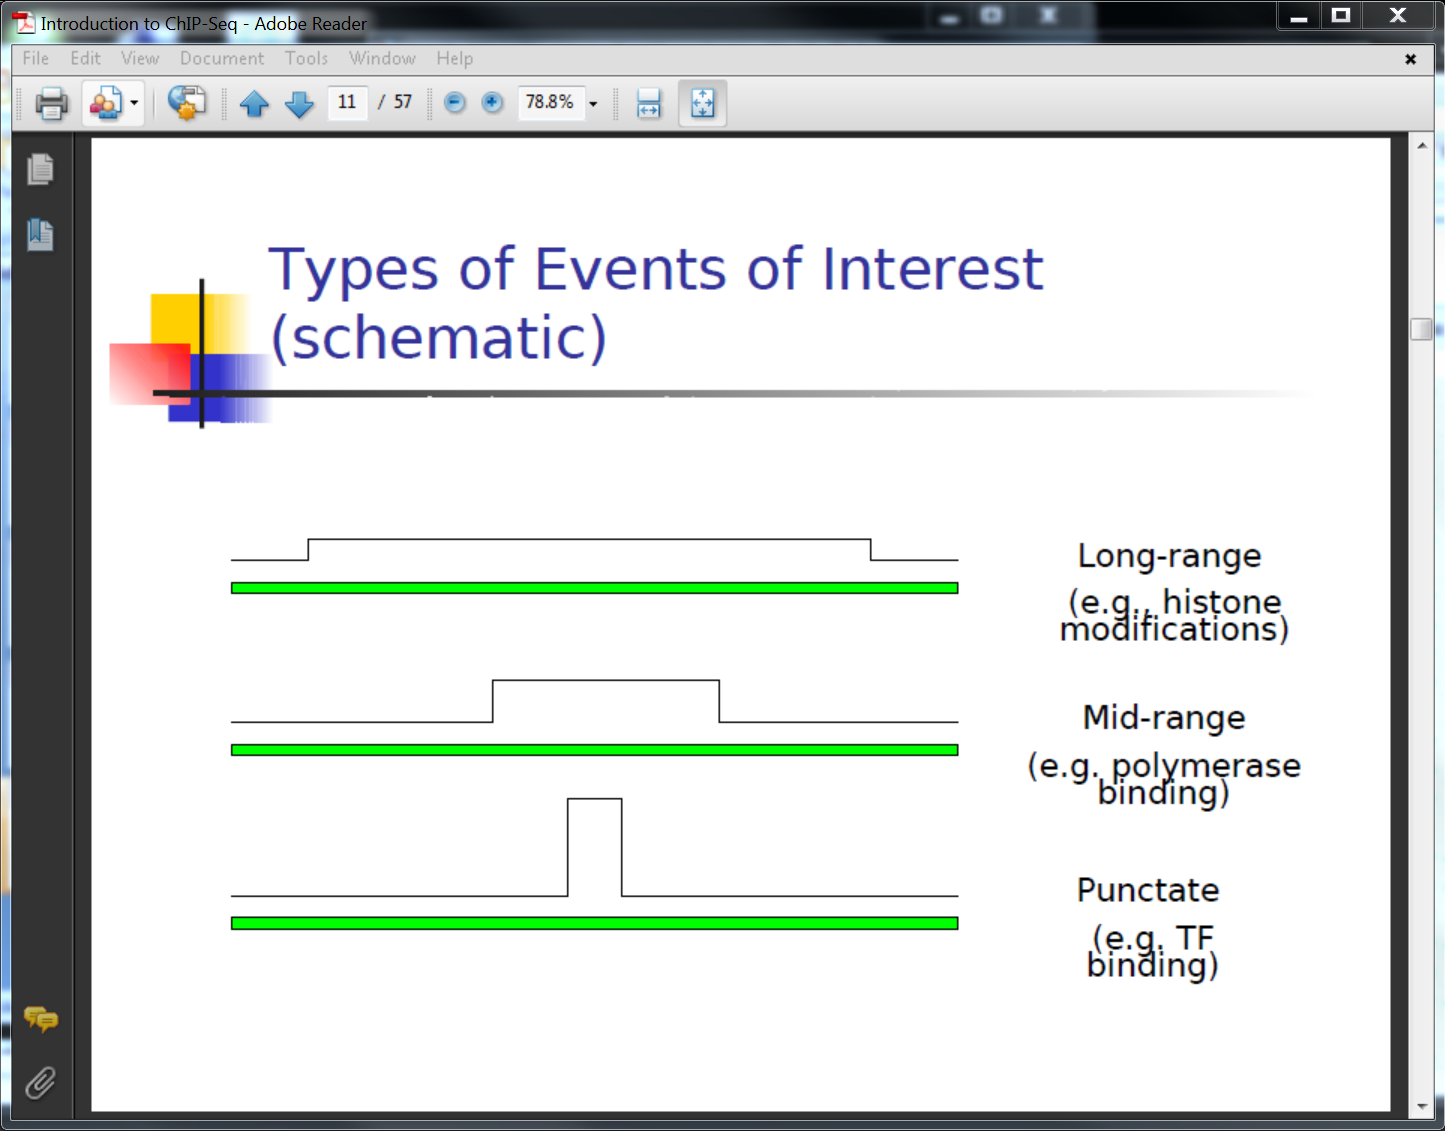 Introduction to ChIP-Seq - Adobe Reader
File Edit View Document Tools Window Help
11 / 57 78.8%
Types of Events of Interest
(schematic)
Long-range
(e.g., histone
modifications)
Mid-range
(e.g. polymerase
binding)
Punctate
(e.g. TF
binding)